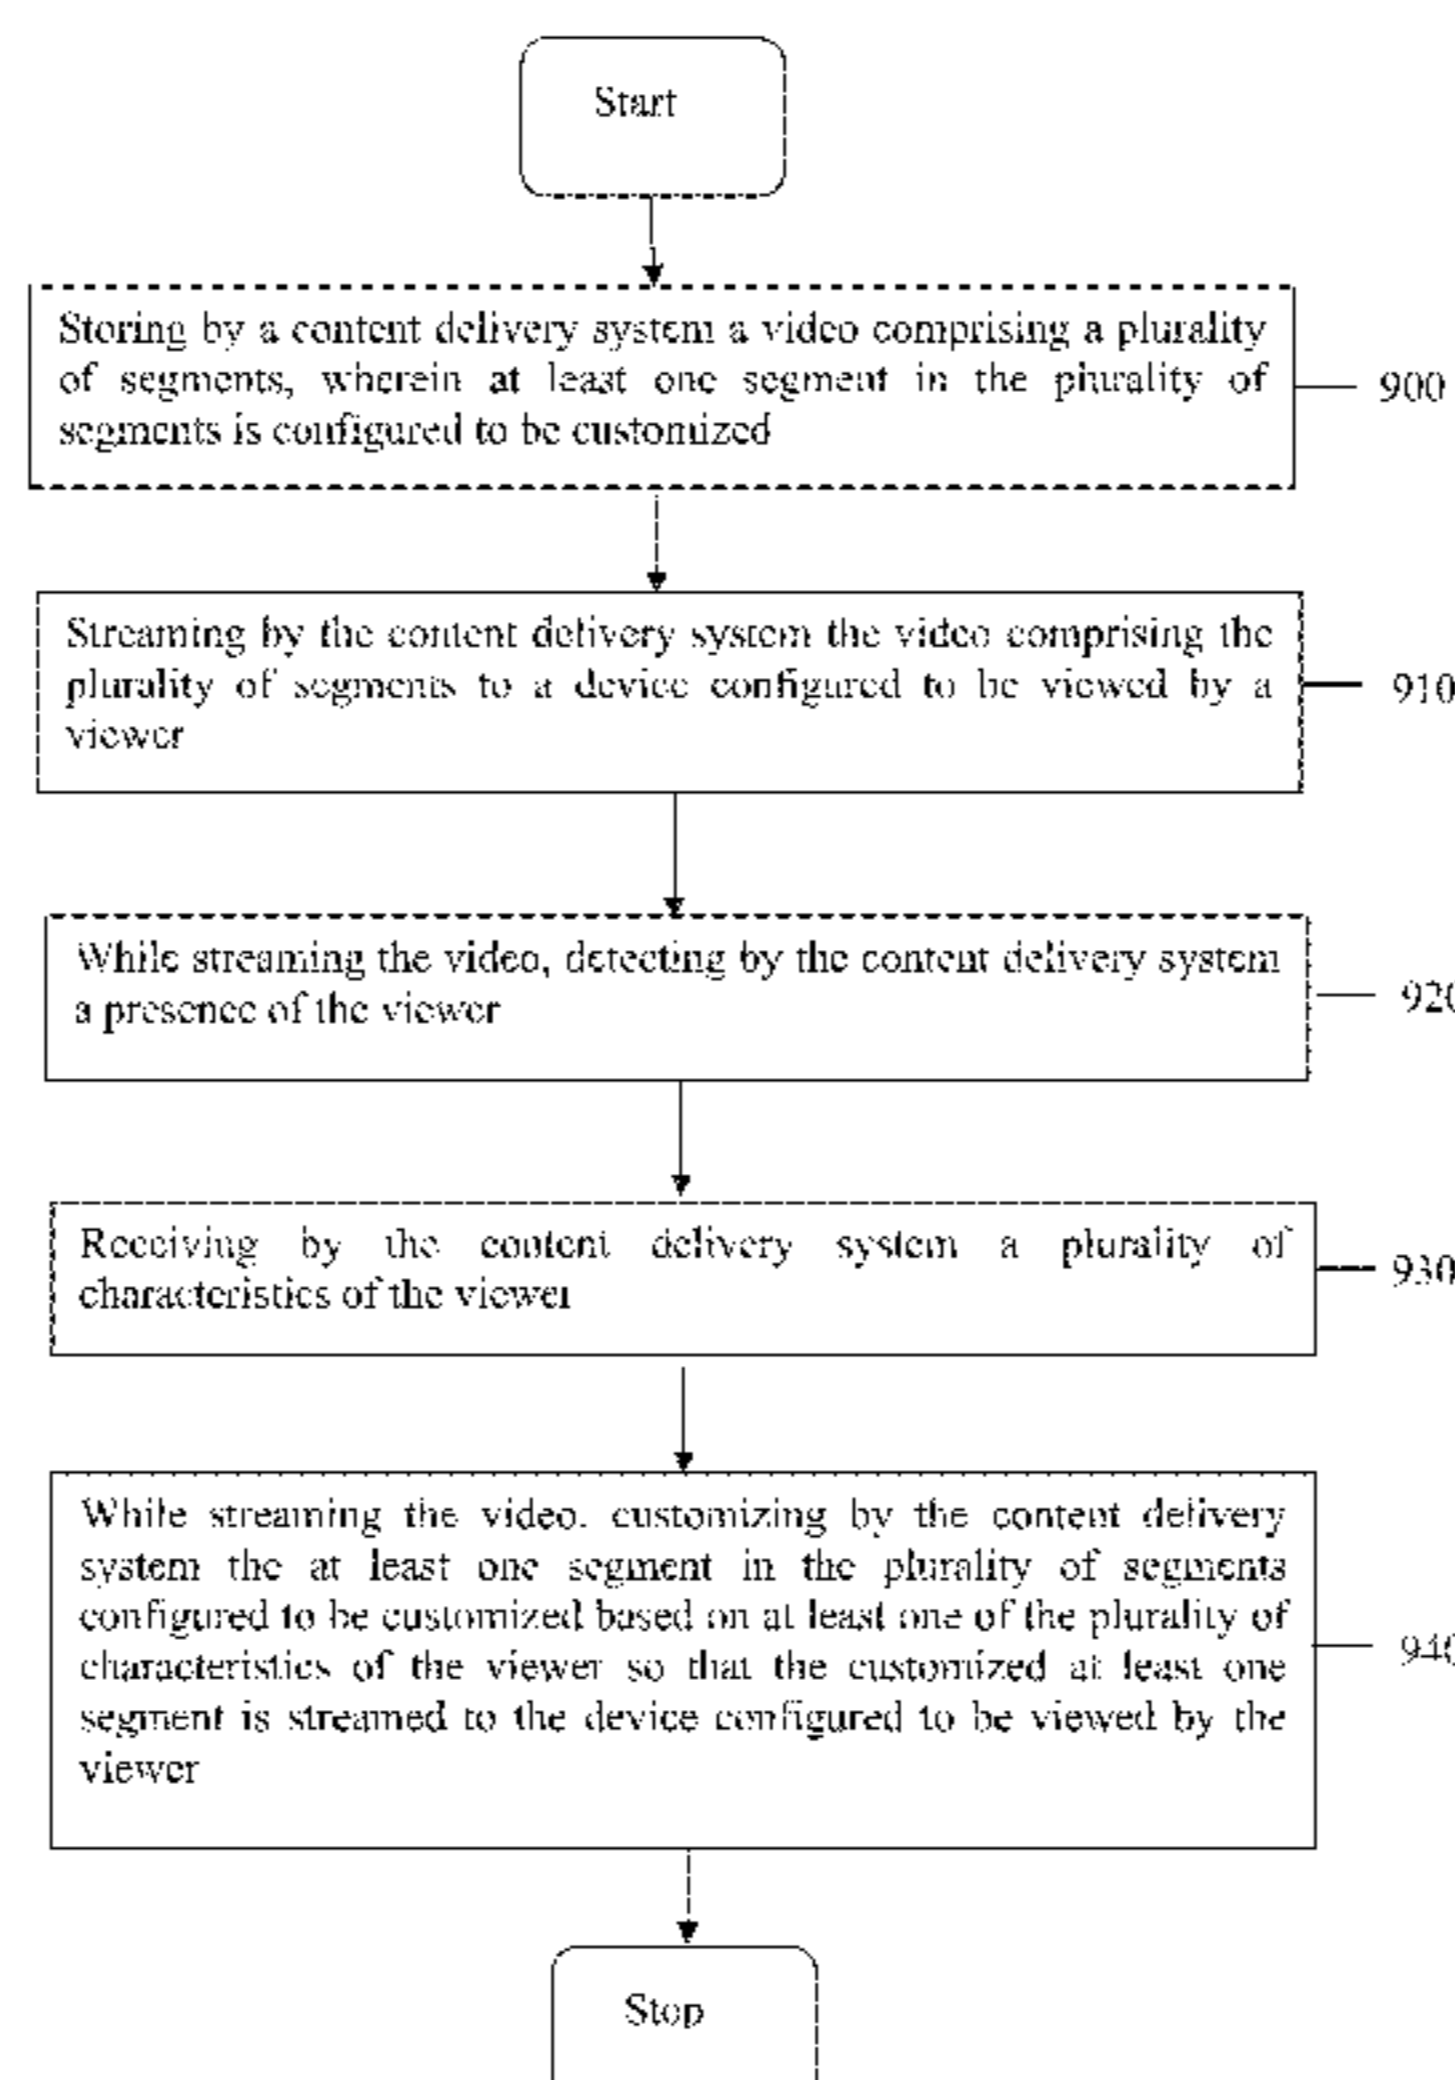 Start
Storing by a content delivery system a video comprising a plurality
of segments, wherein at least one segment in the plurality of
segments is configured to be customized
900
Streaming by the content delivery system the video comprising the
plurality of segments to a device configured to be viewed by a
viewer
910
While streaming the video, detecting by the content delivery system
a presence of the viewer
920
Receiving by the content delivery system a plurality of
characteristics of the viewer
930
While streaming the video, customizing by the content delivery
system the at least one segment in the plurality of segments
configured to be customized based on at least one of the plurality of
characteristics of the viewer so that the customized at least one
segment is streamed to the device configured to be viewed by the
viewer
940
Stop